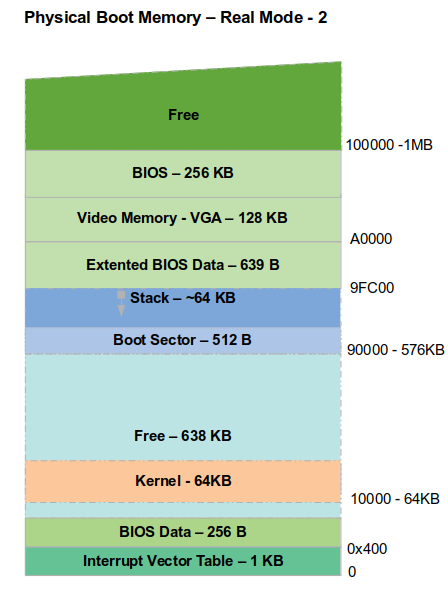 Physical Boot Memory – Real Mode - 2
Free
100000 -1MB
BIOS – 256 KB
Video Memory - VGA – 128 KB
A0000
Extented BIOS Data – 639 B
9FC00
Stack – ~64 KB
Boot Sector – 512 B
90000 - 576KB
Free – 638 KB
Kernel - 64KB
10000 - 64KB
BIOS Data – 256 B
0x400
Interrupt Vector Table – 1 KB
0